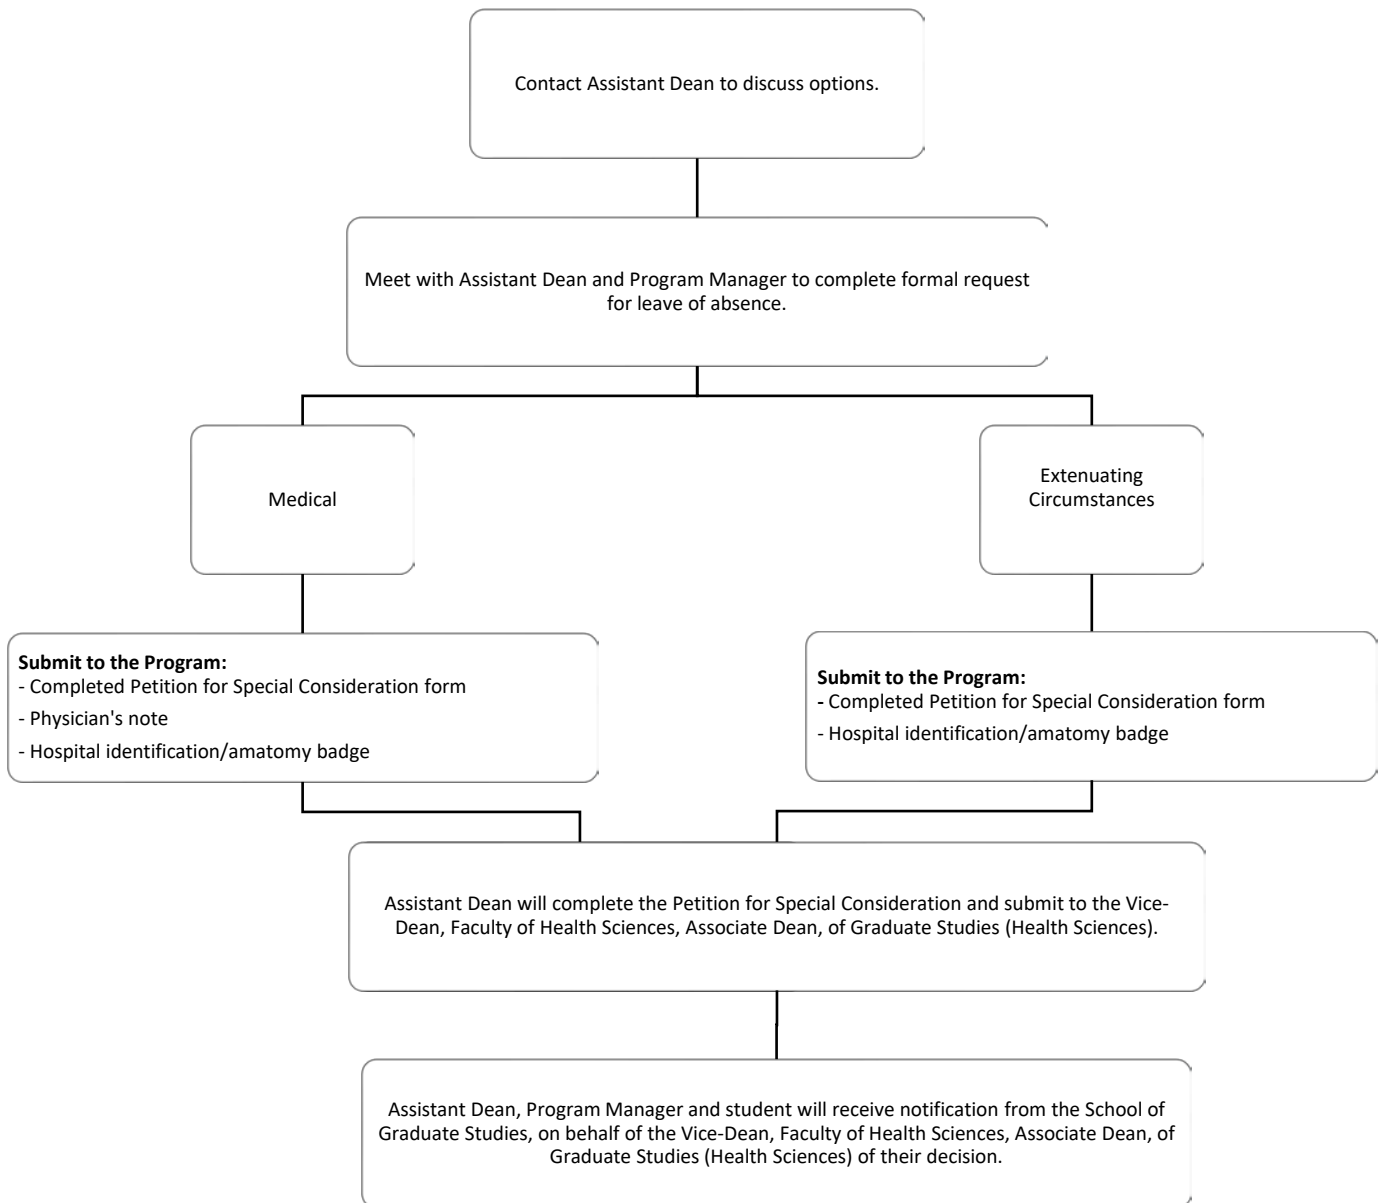 Contact Assistant Dean to discuss options.
Meet with Assistant Dean and Program Manager to complete formal request
for leave of absence.
Medical
Extenuating
Circumstances
Submit to the Program:
- Completed Petition for Special Consideration form
- Physician's note
- Hospital identification/amatomy badge
Submit to the Program:
- Completed Petition for Special Consideration form
- Hospital identification/amatomy badge
Assistant Dean will complete the Petition for Special Consideration and submit to the Vice-
Dean, Faculty of Health Sciences, Associate Dean, of Graduate Studies (Health Sciences).
Assistant Dean, Program Manager and student will receive notification from the School of
Graduate Studies, on behalf of the Vice-Dean, Faculty of Health Sciences, Associate Dean, of
Graduate Studies (Health Sciences) of their decision.